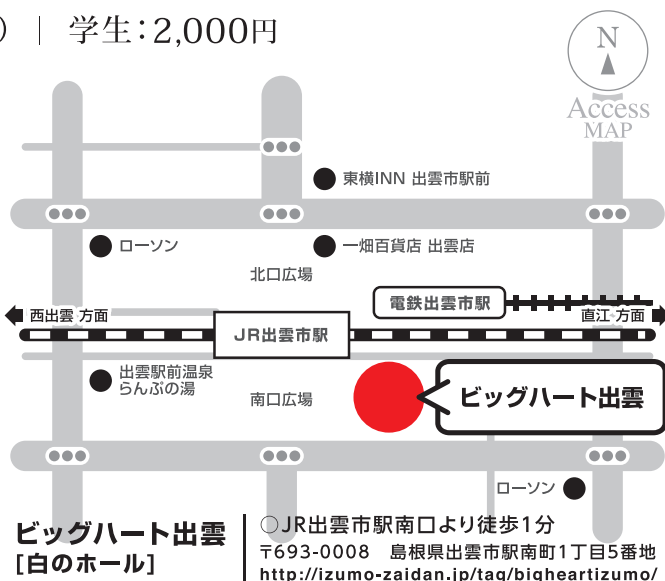 ) | 学生:2,000円
N
Access
MAP
東横INN 出雲市駅前
ローソン
一畑百貨店 出雲店
北口広場
電鉄出雲市駅
西出雲 方面
直江 方面
JR出雲市駅
出雲駅前温泉
らんぷの湯
南口広場
ビッグハート出雲
ローソン
ビッグハート出雲
[白のホール]
○JR出雲市駅南口より徒歩1分
〒693-0008 島根県出雲市駅南町1丁目5番地
http://izumo-zaidan.jp/tag/bigheartizumo/